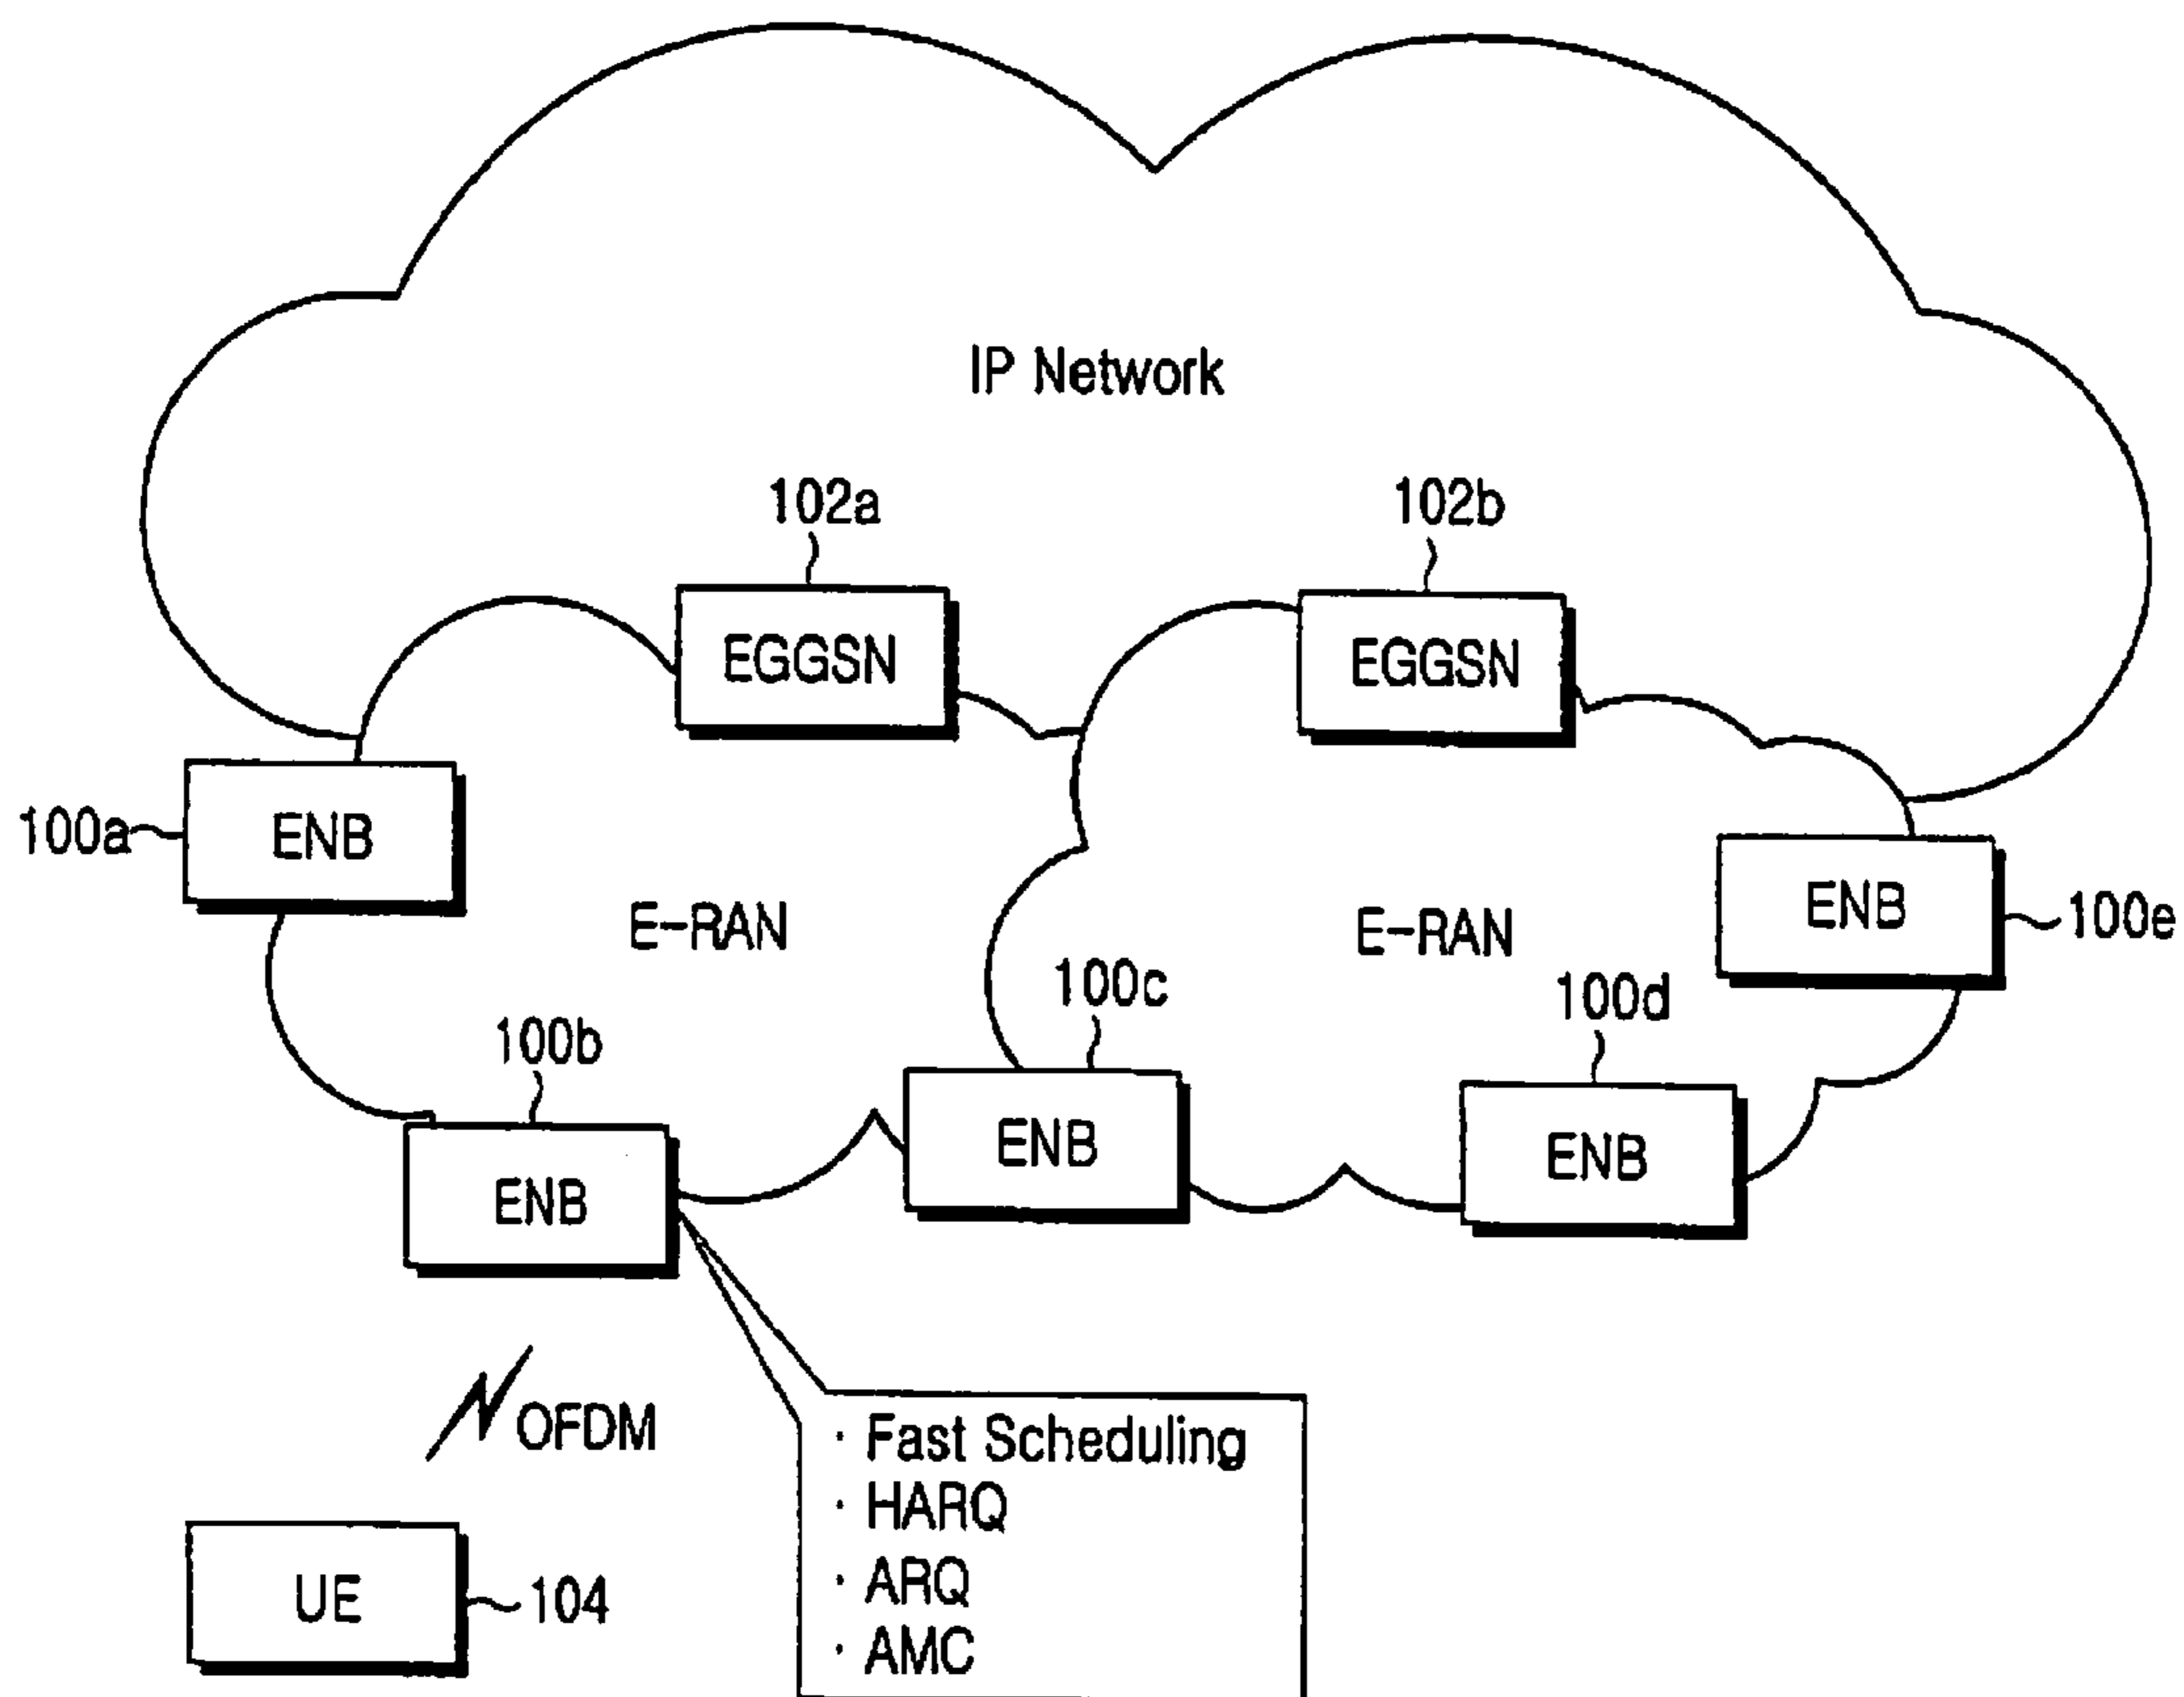 IP Network
102a
102b
EGGSN
EGGSN
100a
ENB
E-RAN
E-RAN
ENB
100e
100c
100d
100b
ENB
ENB
ENB
OFDM
· Fast Scheduling
· HARQ
· ARQ
· AMC
UE
104